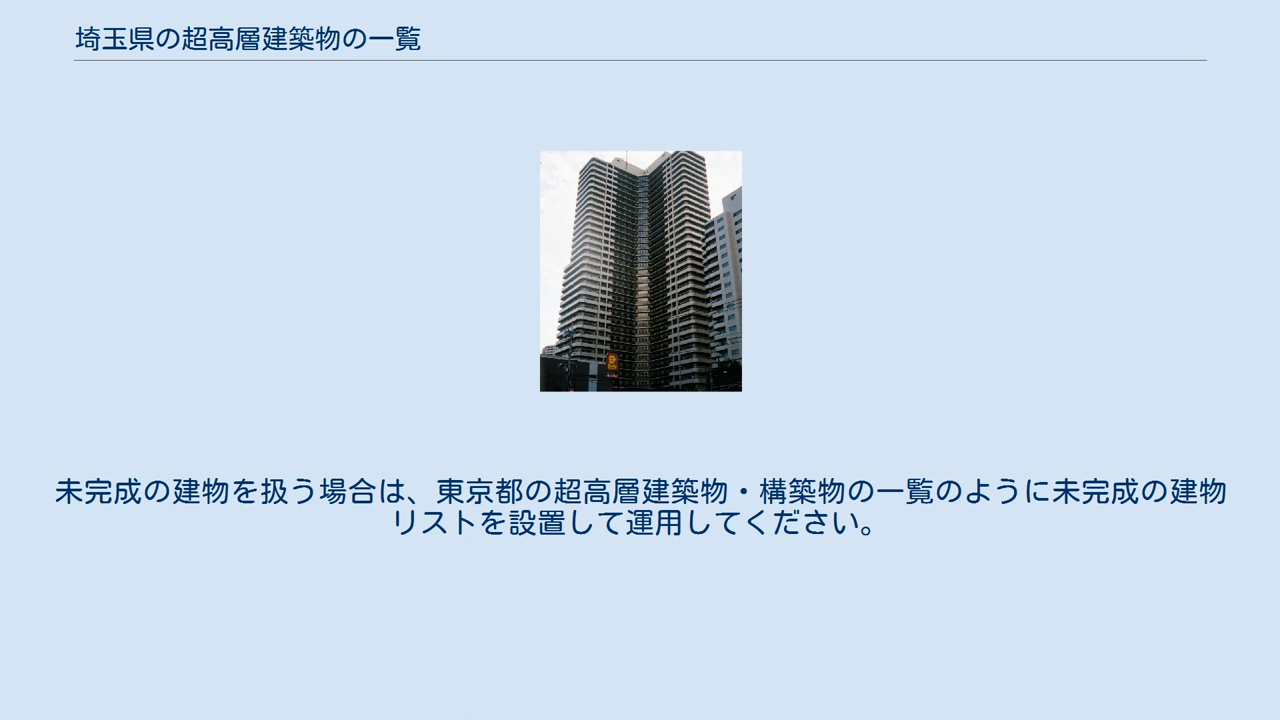 埼玉県の超高層建築物の一覧
未完成の建物を扱う場合は、東京都の超高層建築物・構築物の一覧のように未完成の建物
リストを設置して運用してください。